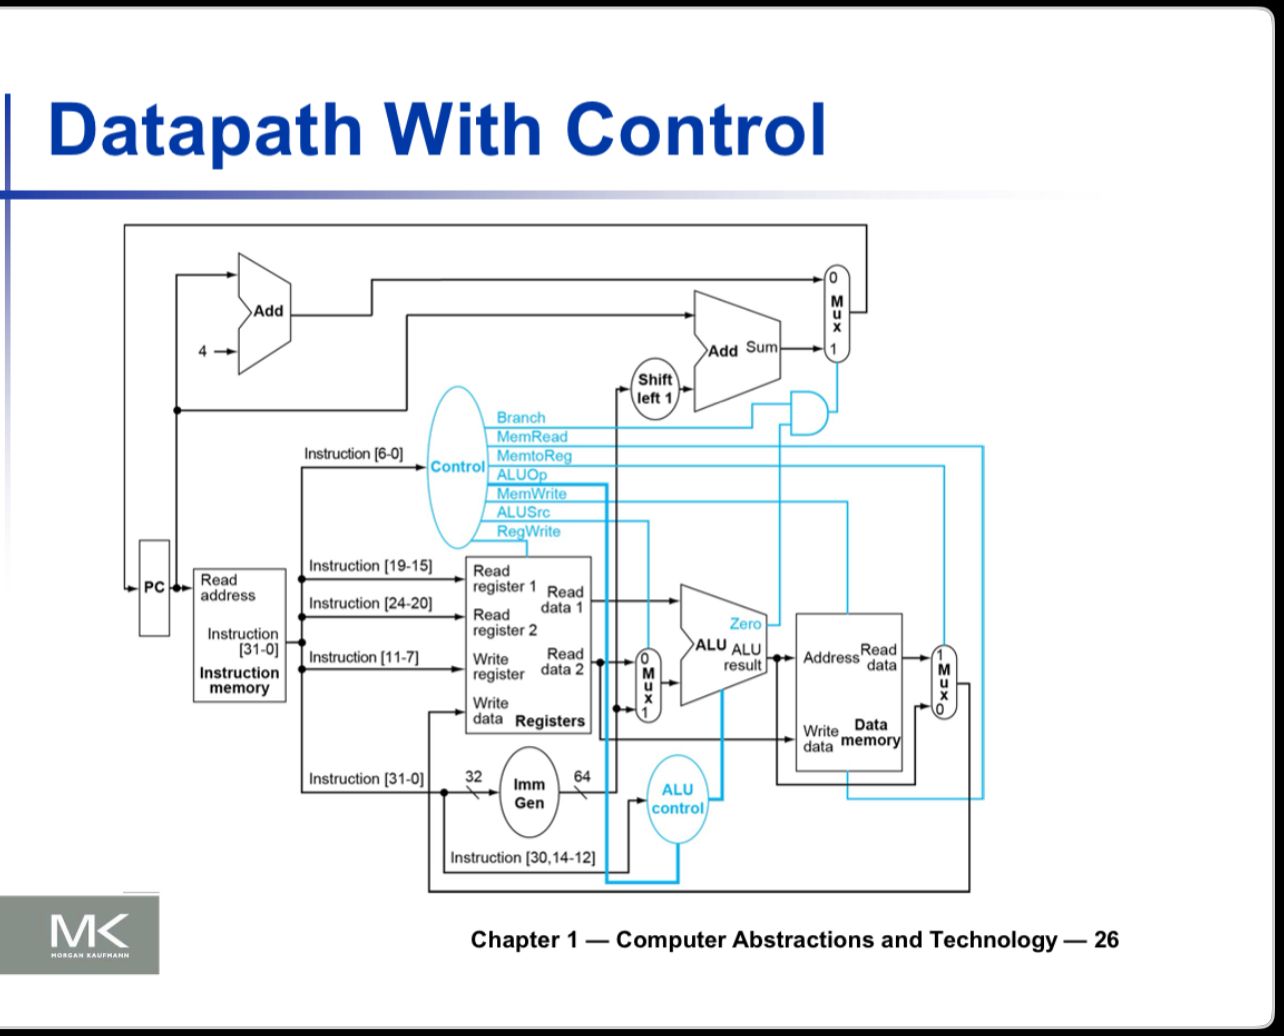 Datapath With Control
Add
4
0
M
u
x
1
Add Sum
Shift
left 1
Branch
MemRead
MemtoReg
ALUOp
MemWrite
ALUSrc
RegWrite
Control
Instruction [6-0]
Instruction [19-15]
Instruction [24-20]
Instruction [11-7]
Instruction [31-0]
PC
Read
address
Instruction
[31-0]
Instruction
memory
Read
register 1
Read
register 2
Write
register
Write
data
Read
data 1
Read
data 2
Registers
0
M
u
x
1
Zero
ALU
ALU
result
Address
Read
data
Write
data
Data
memory
1
M
u
x
0
32
Imm
Gen
64
ALU
control
Instruction [30,14-12]
MK
MORGAN KAUFMANN
Chapter 1 — Computer Abstractions and Technology — 26